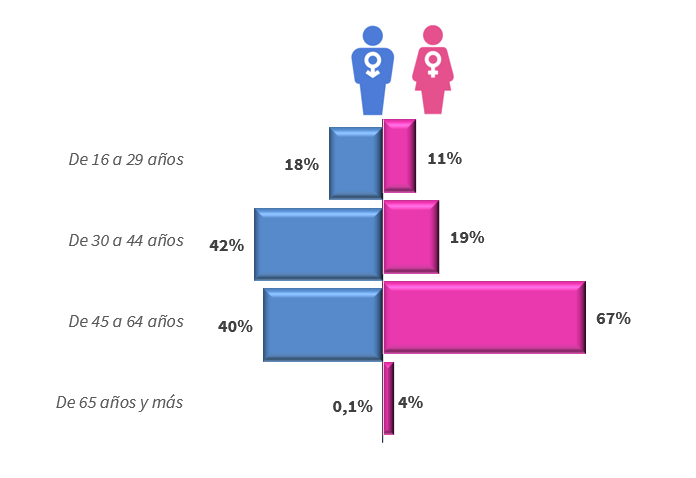 De 16 a 29 años 18% 11%
De 30 a 44 años 42% 19%
De 45 a 64 años 40% 67%
De 65 años y más 0,1% 4%